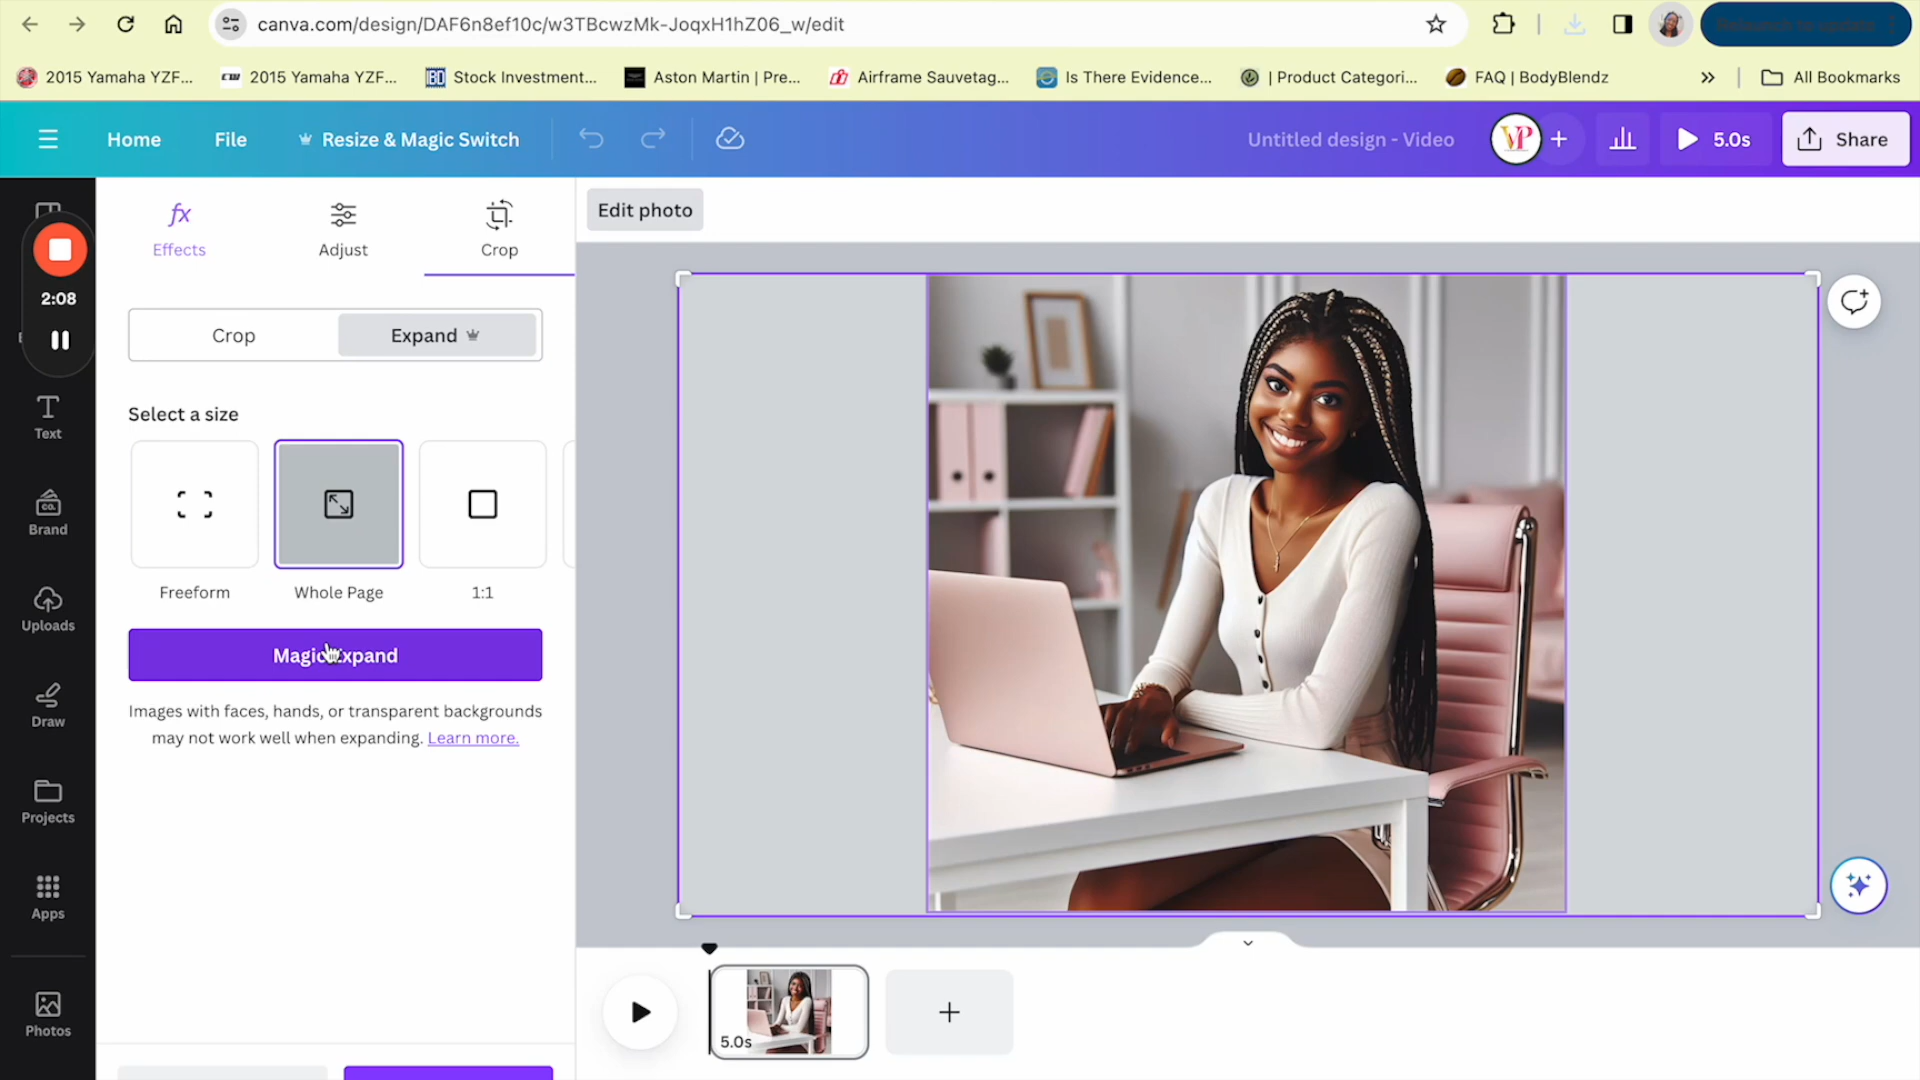 canva.com/design/DAF6n8ef10c/w3TBcwzMk-JoqxH1hZ06_w/edit
2015 Yamaha YZF...
CW
2015 Yamaha YZF...
Stock Investment...
Aston Martin | Pre...
Airframe Sauvetag...
Is There Evidence...
| Product Categori...
FAQ | BodyBlendz
»
All Bookmarks
Home
File
Resize & Magic Switch
Untitled design - Video
VP
5.0s
Share
fx
Effects
Adjust
Crop
Edit photo
2:08
Crop
Expand
Select a size
Freeform
Whole Page
1:1
Magic Expand
Images with faces, hands, or transparent backgrounds
may not work well when expanding. Learn more.
Text
CO.
Brand
Uploads
Draw
Projects
Apps
Photos
5.0s